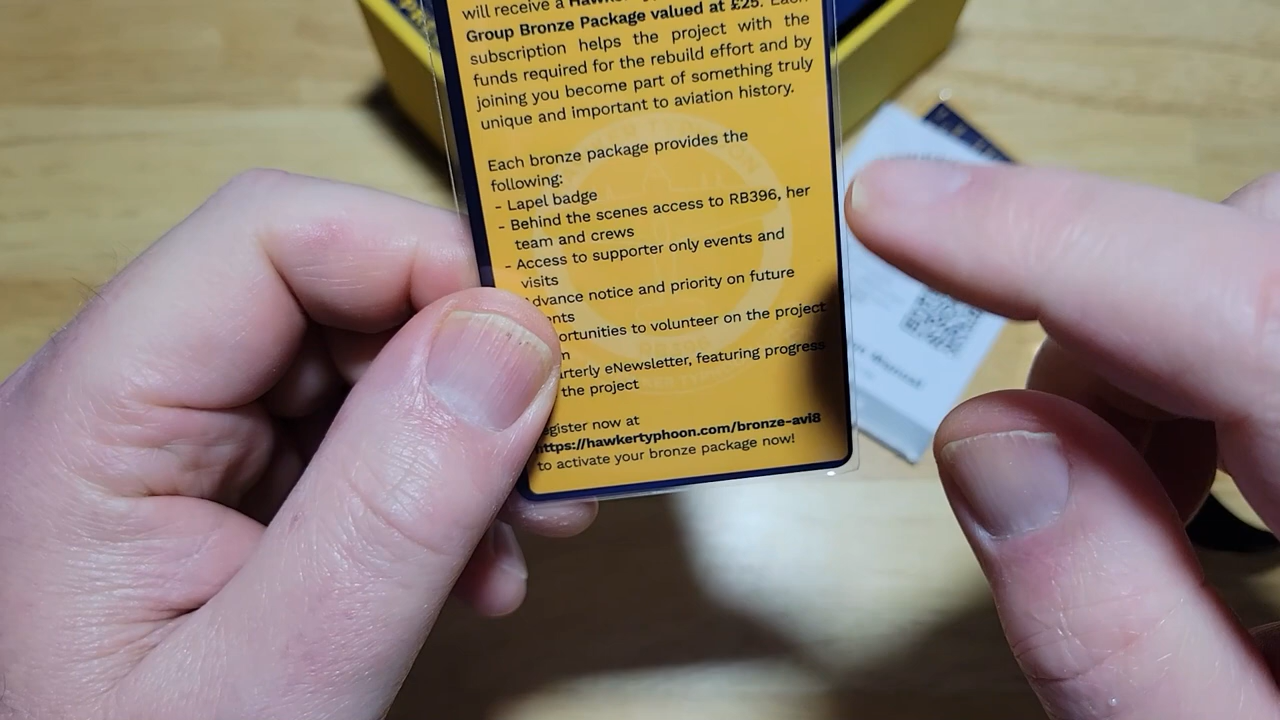 will receive a
Group Bronze Package valued at £25. Each
subscription helps the project with the
funds required for the rebuild effort and by
joining you become part of something truly
unique and important to aviation history.
Each bronze package provides the
following:
- Lapel badge
- Behind the scenes access to RB396, her
team and crews
- Access to supporter only events and
visits
dvance notice and priority on future
nts
ortunities to volunteer on the project
n
arterly eNewsletter, featuring progress
the project
egister now at
https://hawkertyphoon.com/bronze-avi8
to activate your bronze package now!